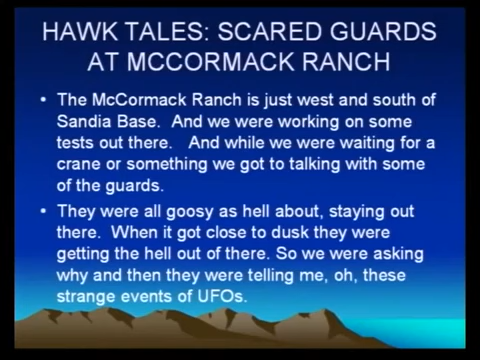 HAWK TALES: SCARED GUARDS
AT MCCORMACK RANCH
• The McCormack Ranch is just west and south of
Sandia Base. And we were working on some
tests out there. And while we were waiting for a
crane or something we got to talking with some
of the guards.
• They were all goosy as hell about, staying out
there. When it got close to dusk they were
getting the hell out of there. So we were asking
why and then they were telling me, oh, these
strange events of UFOs.